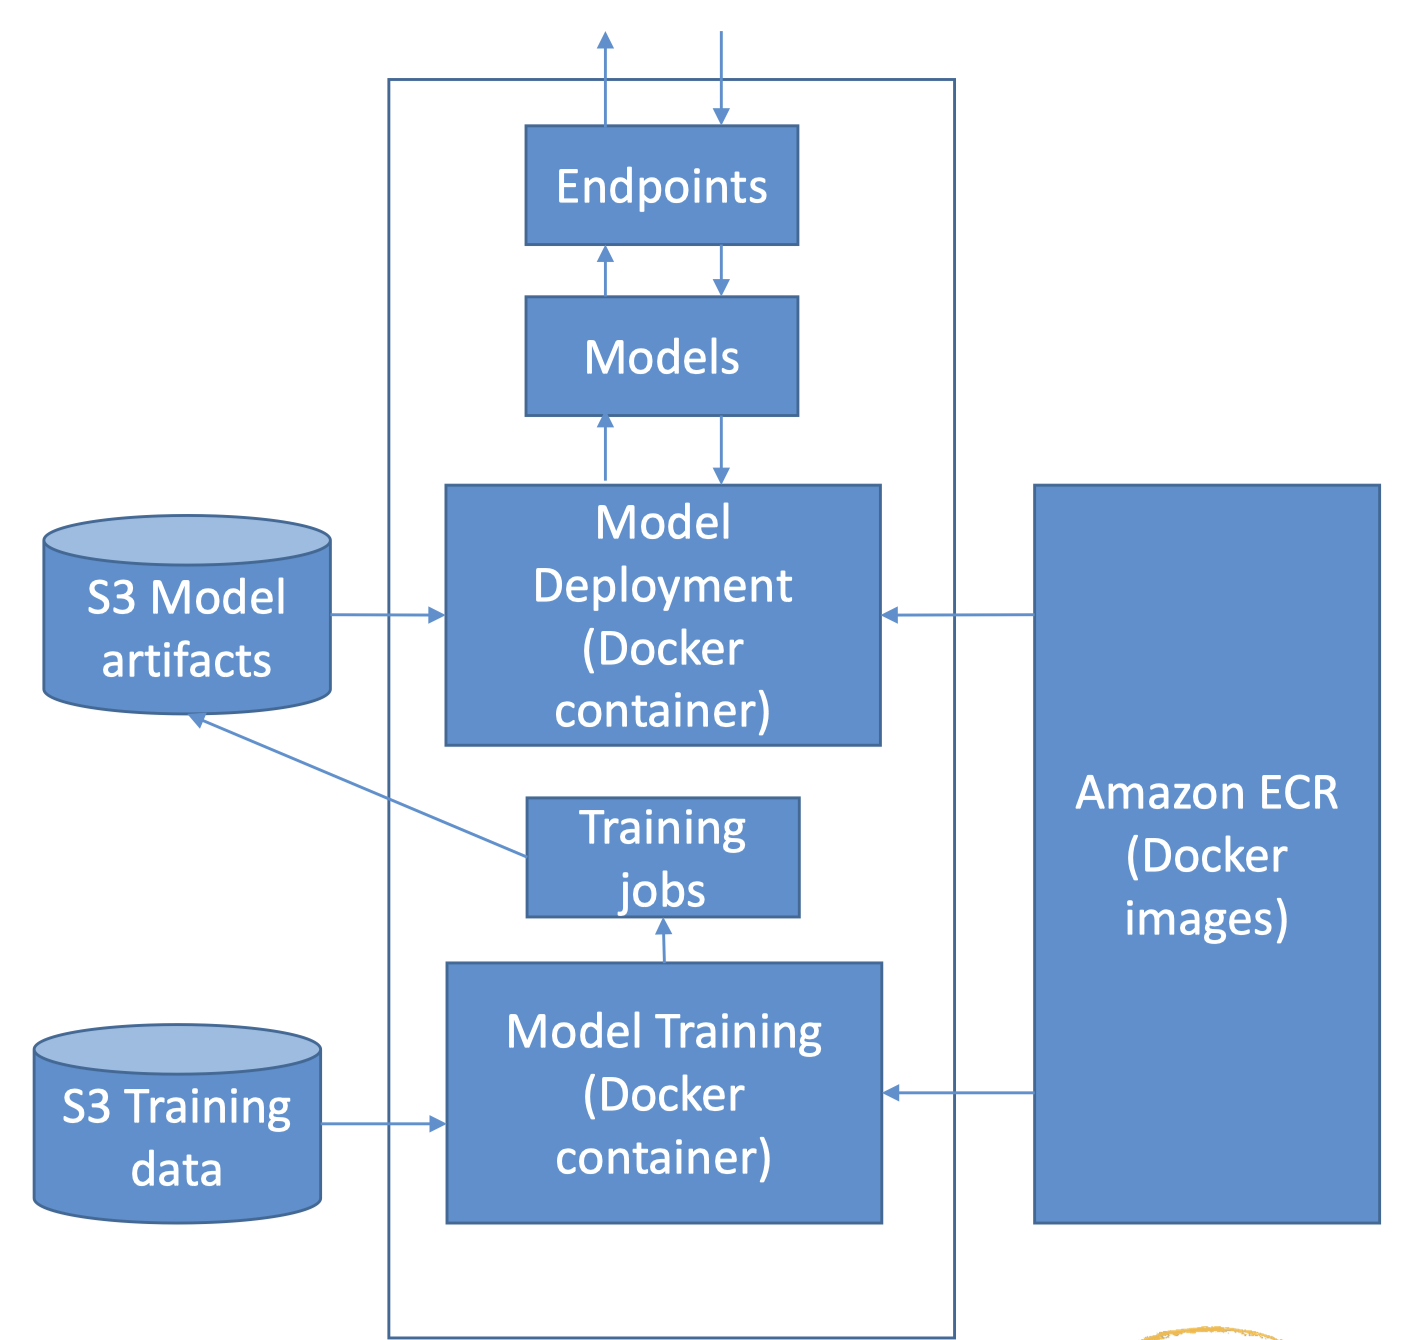 Endpoints
Models
Model
Deployment
(Docker
container)
S3 Model
artifacts
Training
jobs
Amazon ECR
(Docker
images)
Model Training
(Docker
container)
S3 Training
data